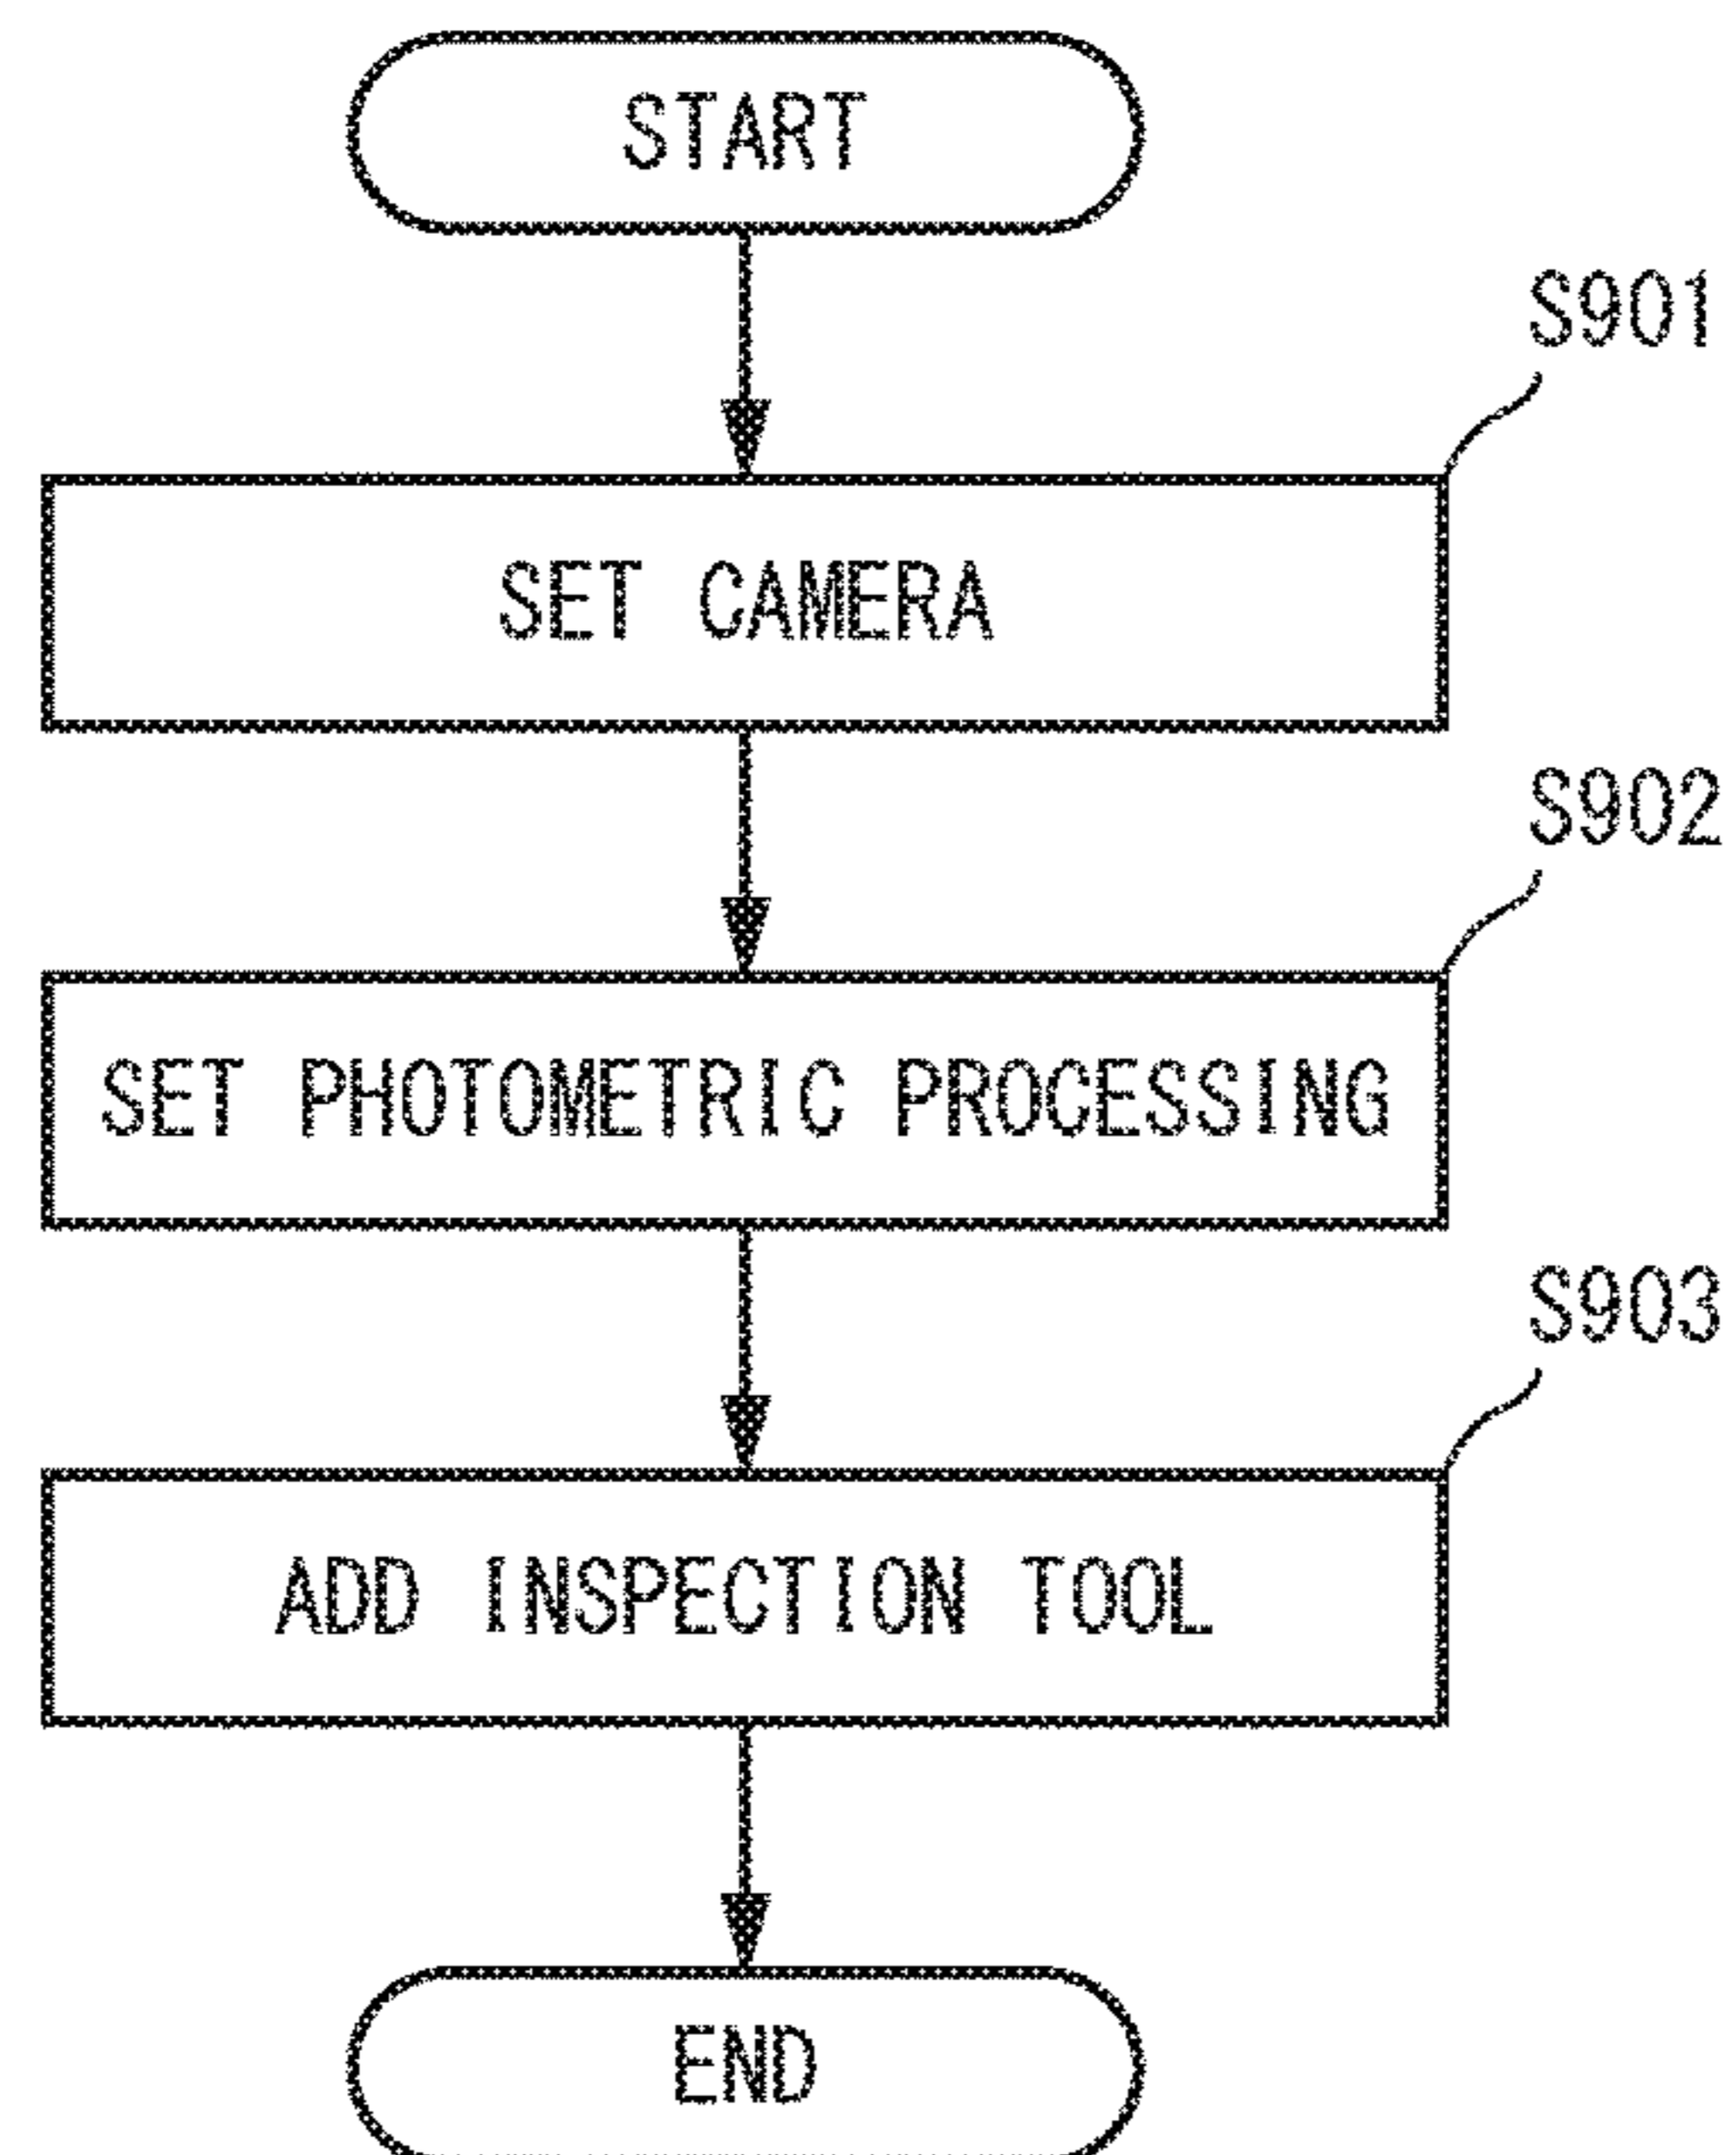 START
S901
SET CAMERA
S902
SET PHOTOMETRIC PROCESSING
S903
ADD INSPECTION TOOL
END